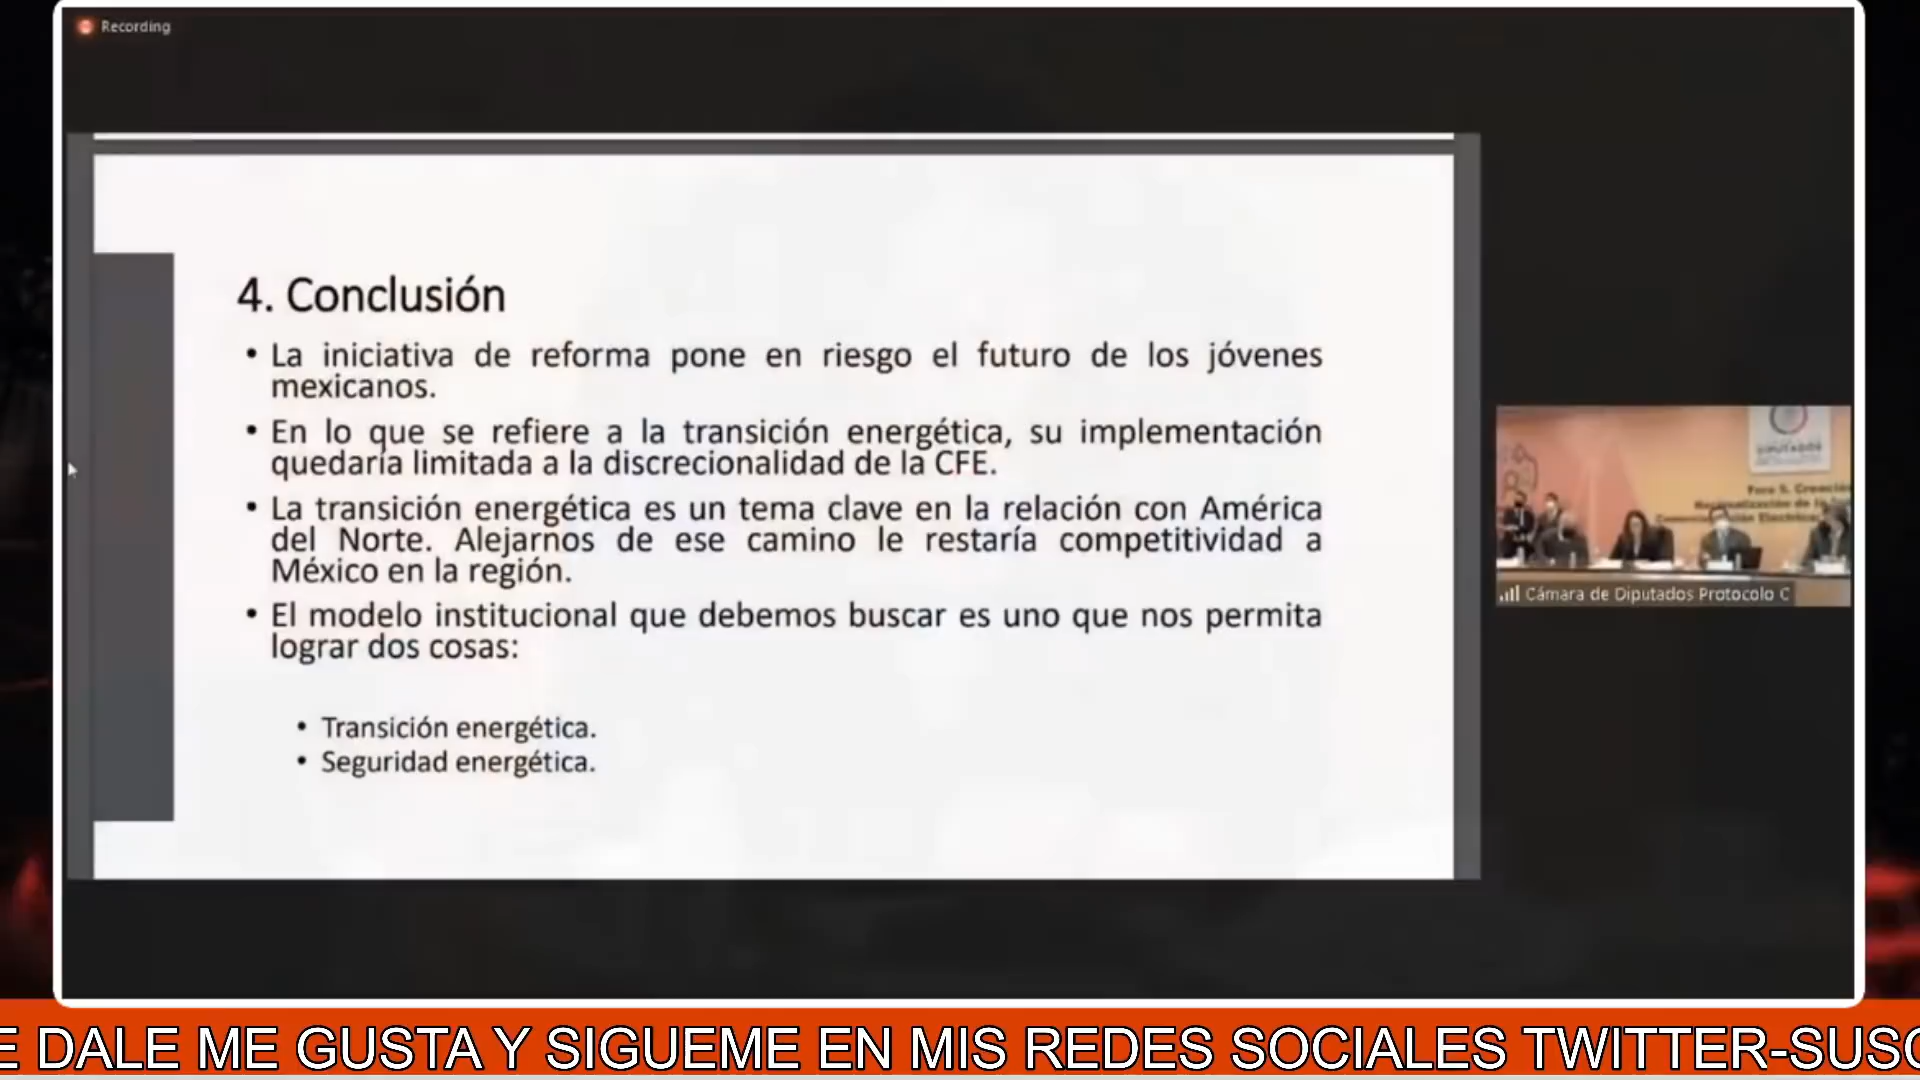 Recording
4. Conclusión
• La iniciativa de reforma pone en riesgo el futuro de los jóvenes
mexicanos.
• En lo que se refiere a la transición energética, su implementación
quedaría limitada a la discrecionalidad de la CFE.
• La transición energética es un tema clave en la relación con América
del Norte. Alejarnos de ese camino le restaría competitividad a
México en la región.
• El modelo institucional que debemos buscar es uno que nos permita
lograr dos cosas:
• Transición energética.
• Seguridad energética.
DIPUTADOS
Foro 5. Creación
Cámara de Diputados Protocolo C
E DALE ME GUSTA Y SIGUEME EN MIS REDES SOCIALES TWITTER-SUSC